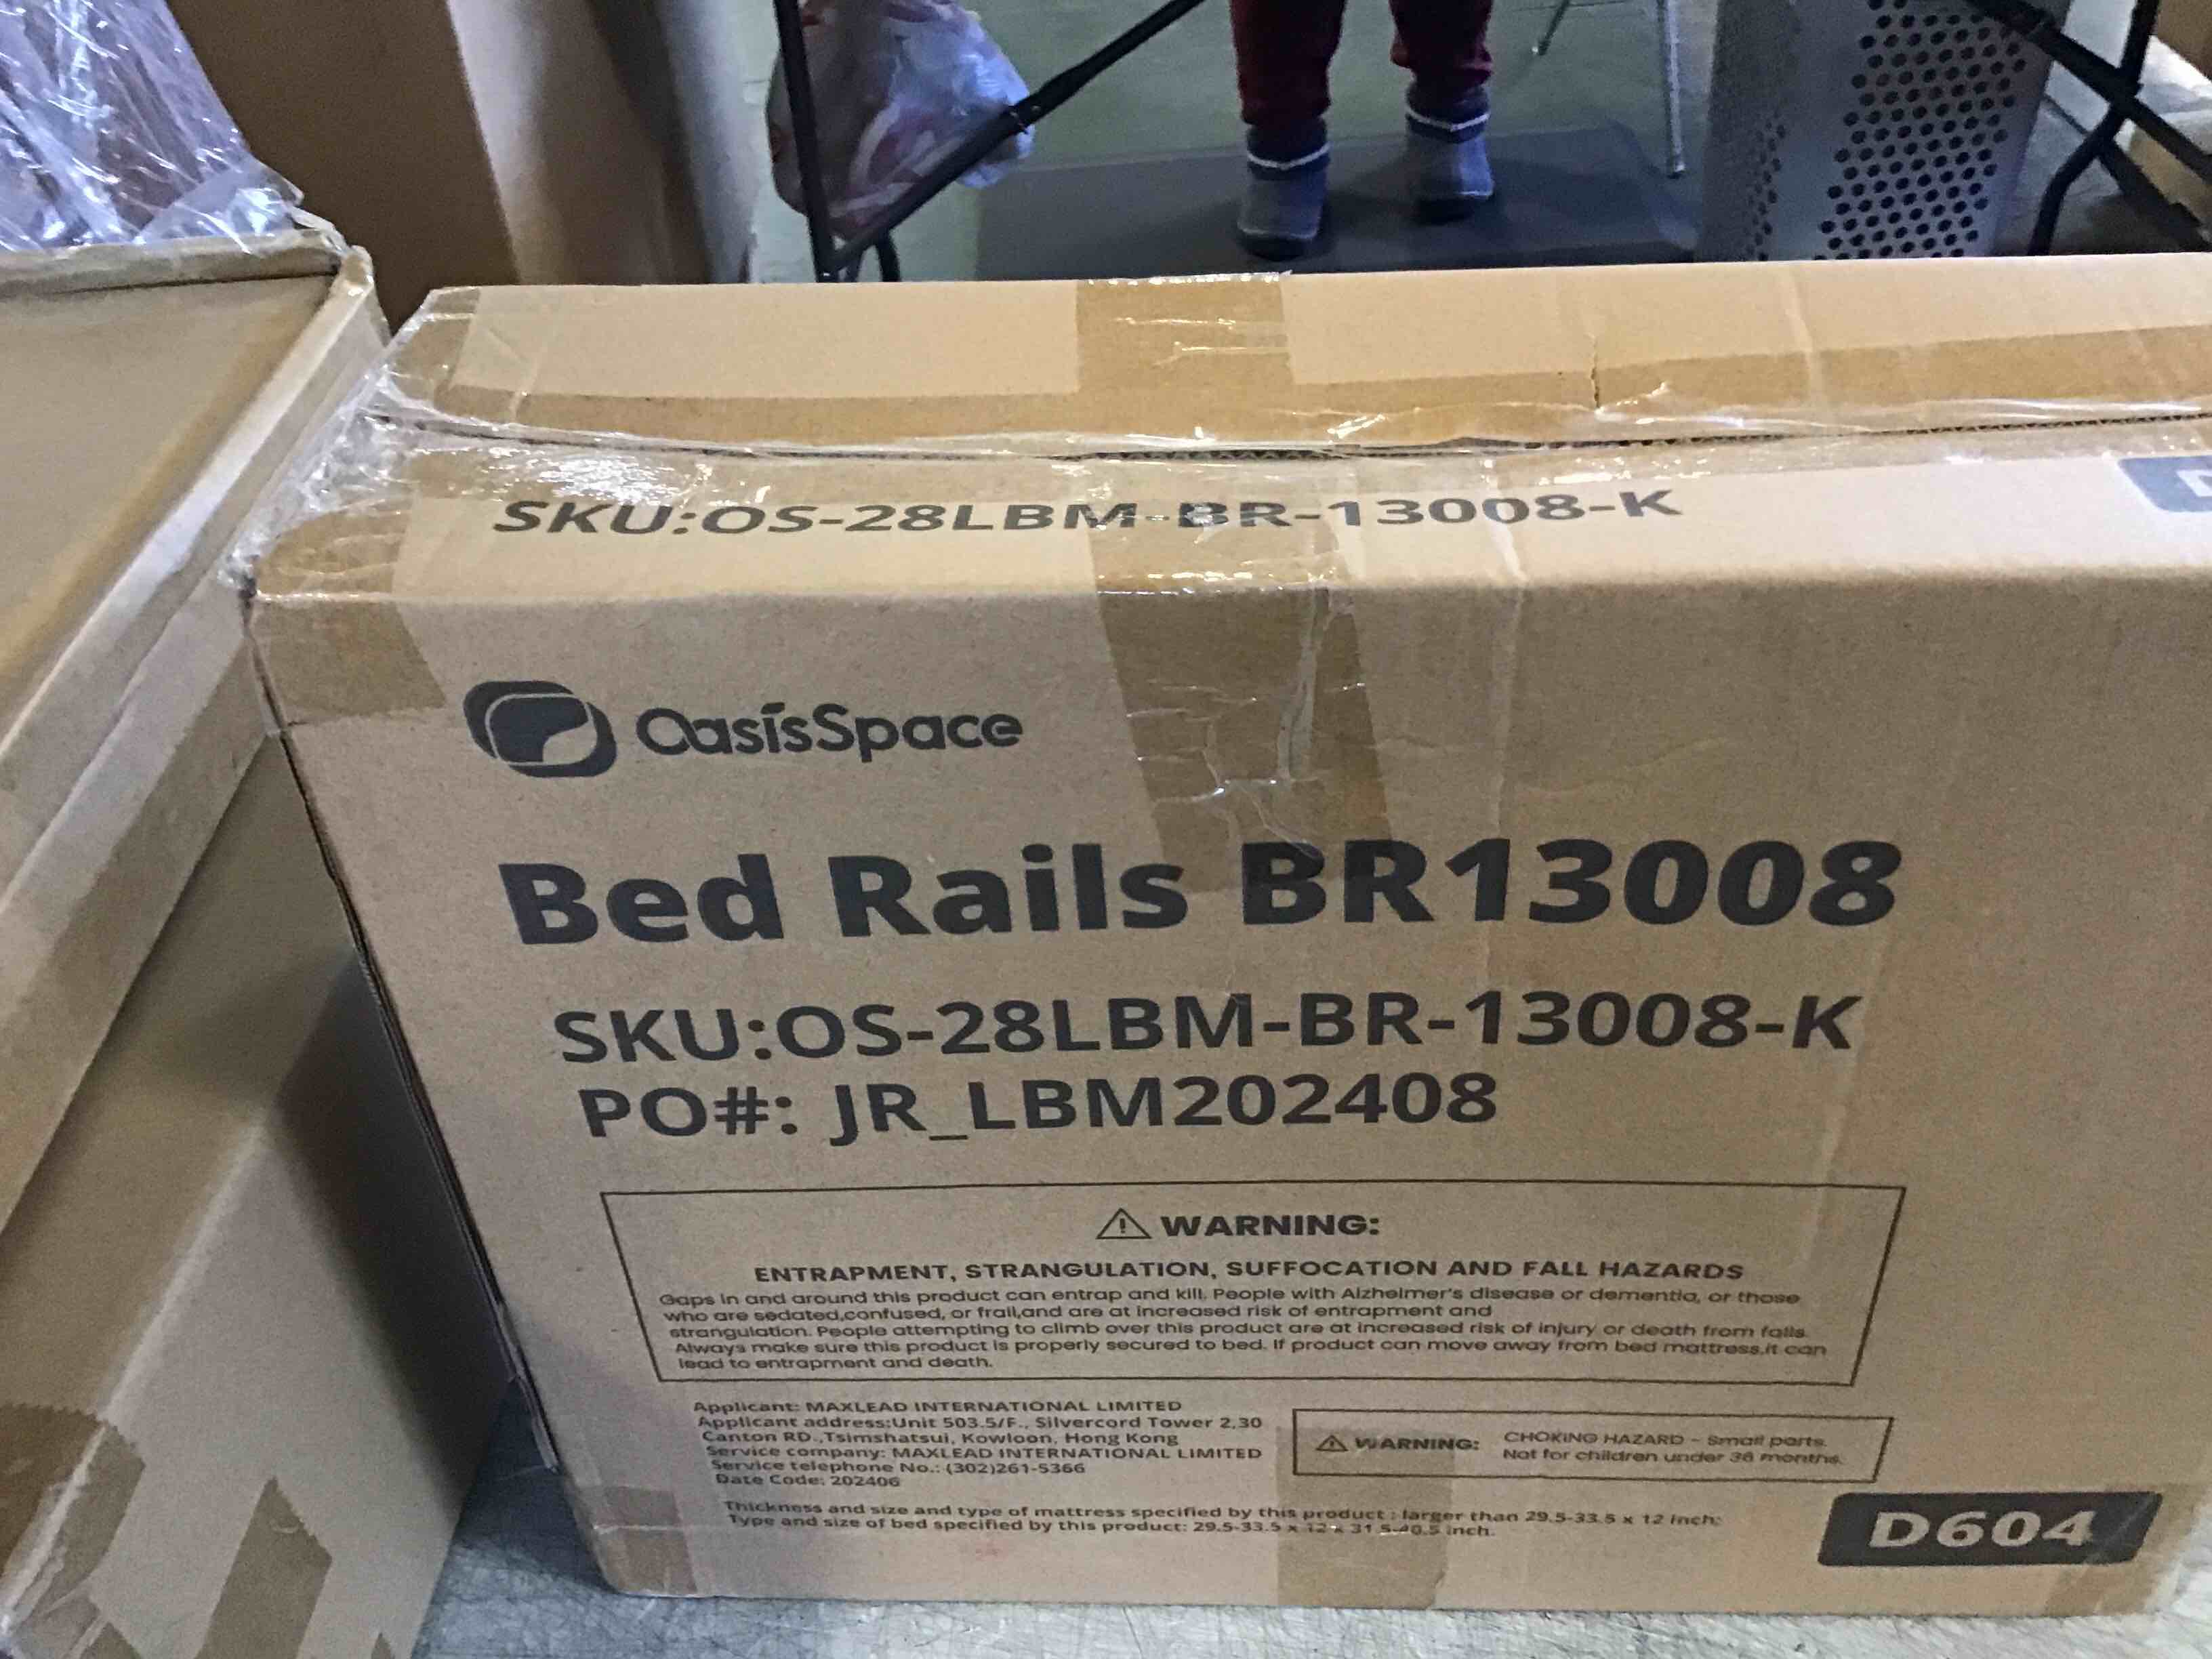 SKU:OS-28LBM-BR-13008-K
OasisSpace
Bed Rails BR13008
SKU:OS-28LBM-BR-13008-K
PO#: JR_LBM202408
WARNING:
ENTRAPMENT, STRANGULATION, SUFFOCATION AND FALL HAZARDS
Gaps in and around this product can entrap and kill. People with Alzheimer's disease or dementia, or those
who are sedated,confused, or frail,and are at increased risk of entrapment and
strangulation. People attempting to climb over this product are at increased risk of injury or death from falls.
Always make sure this product is properly secured to bed. If product can move away from bed mattress,it can
lead to entrapment and death.
Applicant: MAXLEAD INTERNATIONAL LIMITED
Applicant address:Unit 503.5/F., Silvercord Tower 2,30
Canton RD.,Tsimshatsui, Kowloon, Hong Kong
Service company: MAXLEAD INTERNATIONAL LIMITED
Service telephone No.: (302)261-5366
Date Code: 202406
WARNING: CHOKING HAZARD - Small parts.
Not for children under 36 months.
Thickness and size and type of mattress specified by this product : larger than 29.5-33.5 x 12 inch;
Type and size of bed specified by this product: 29.5-33.5 x 12 x 31.5-40.5 inch.
D604